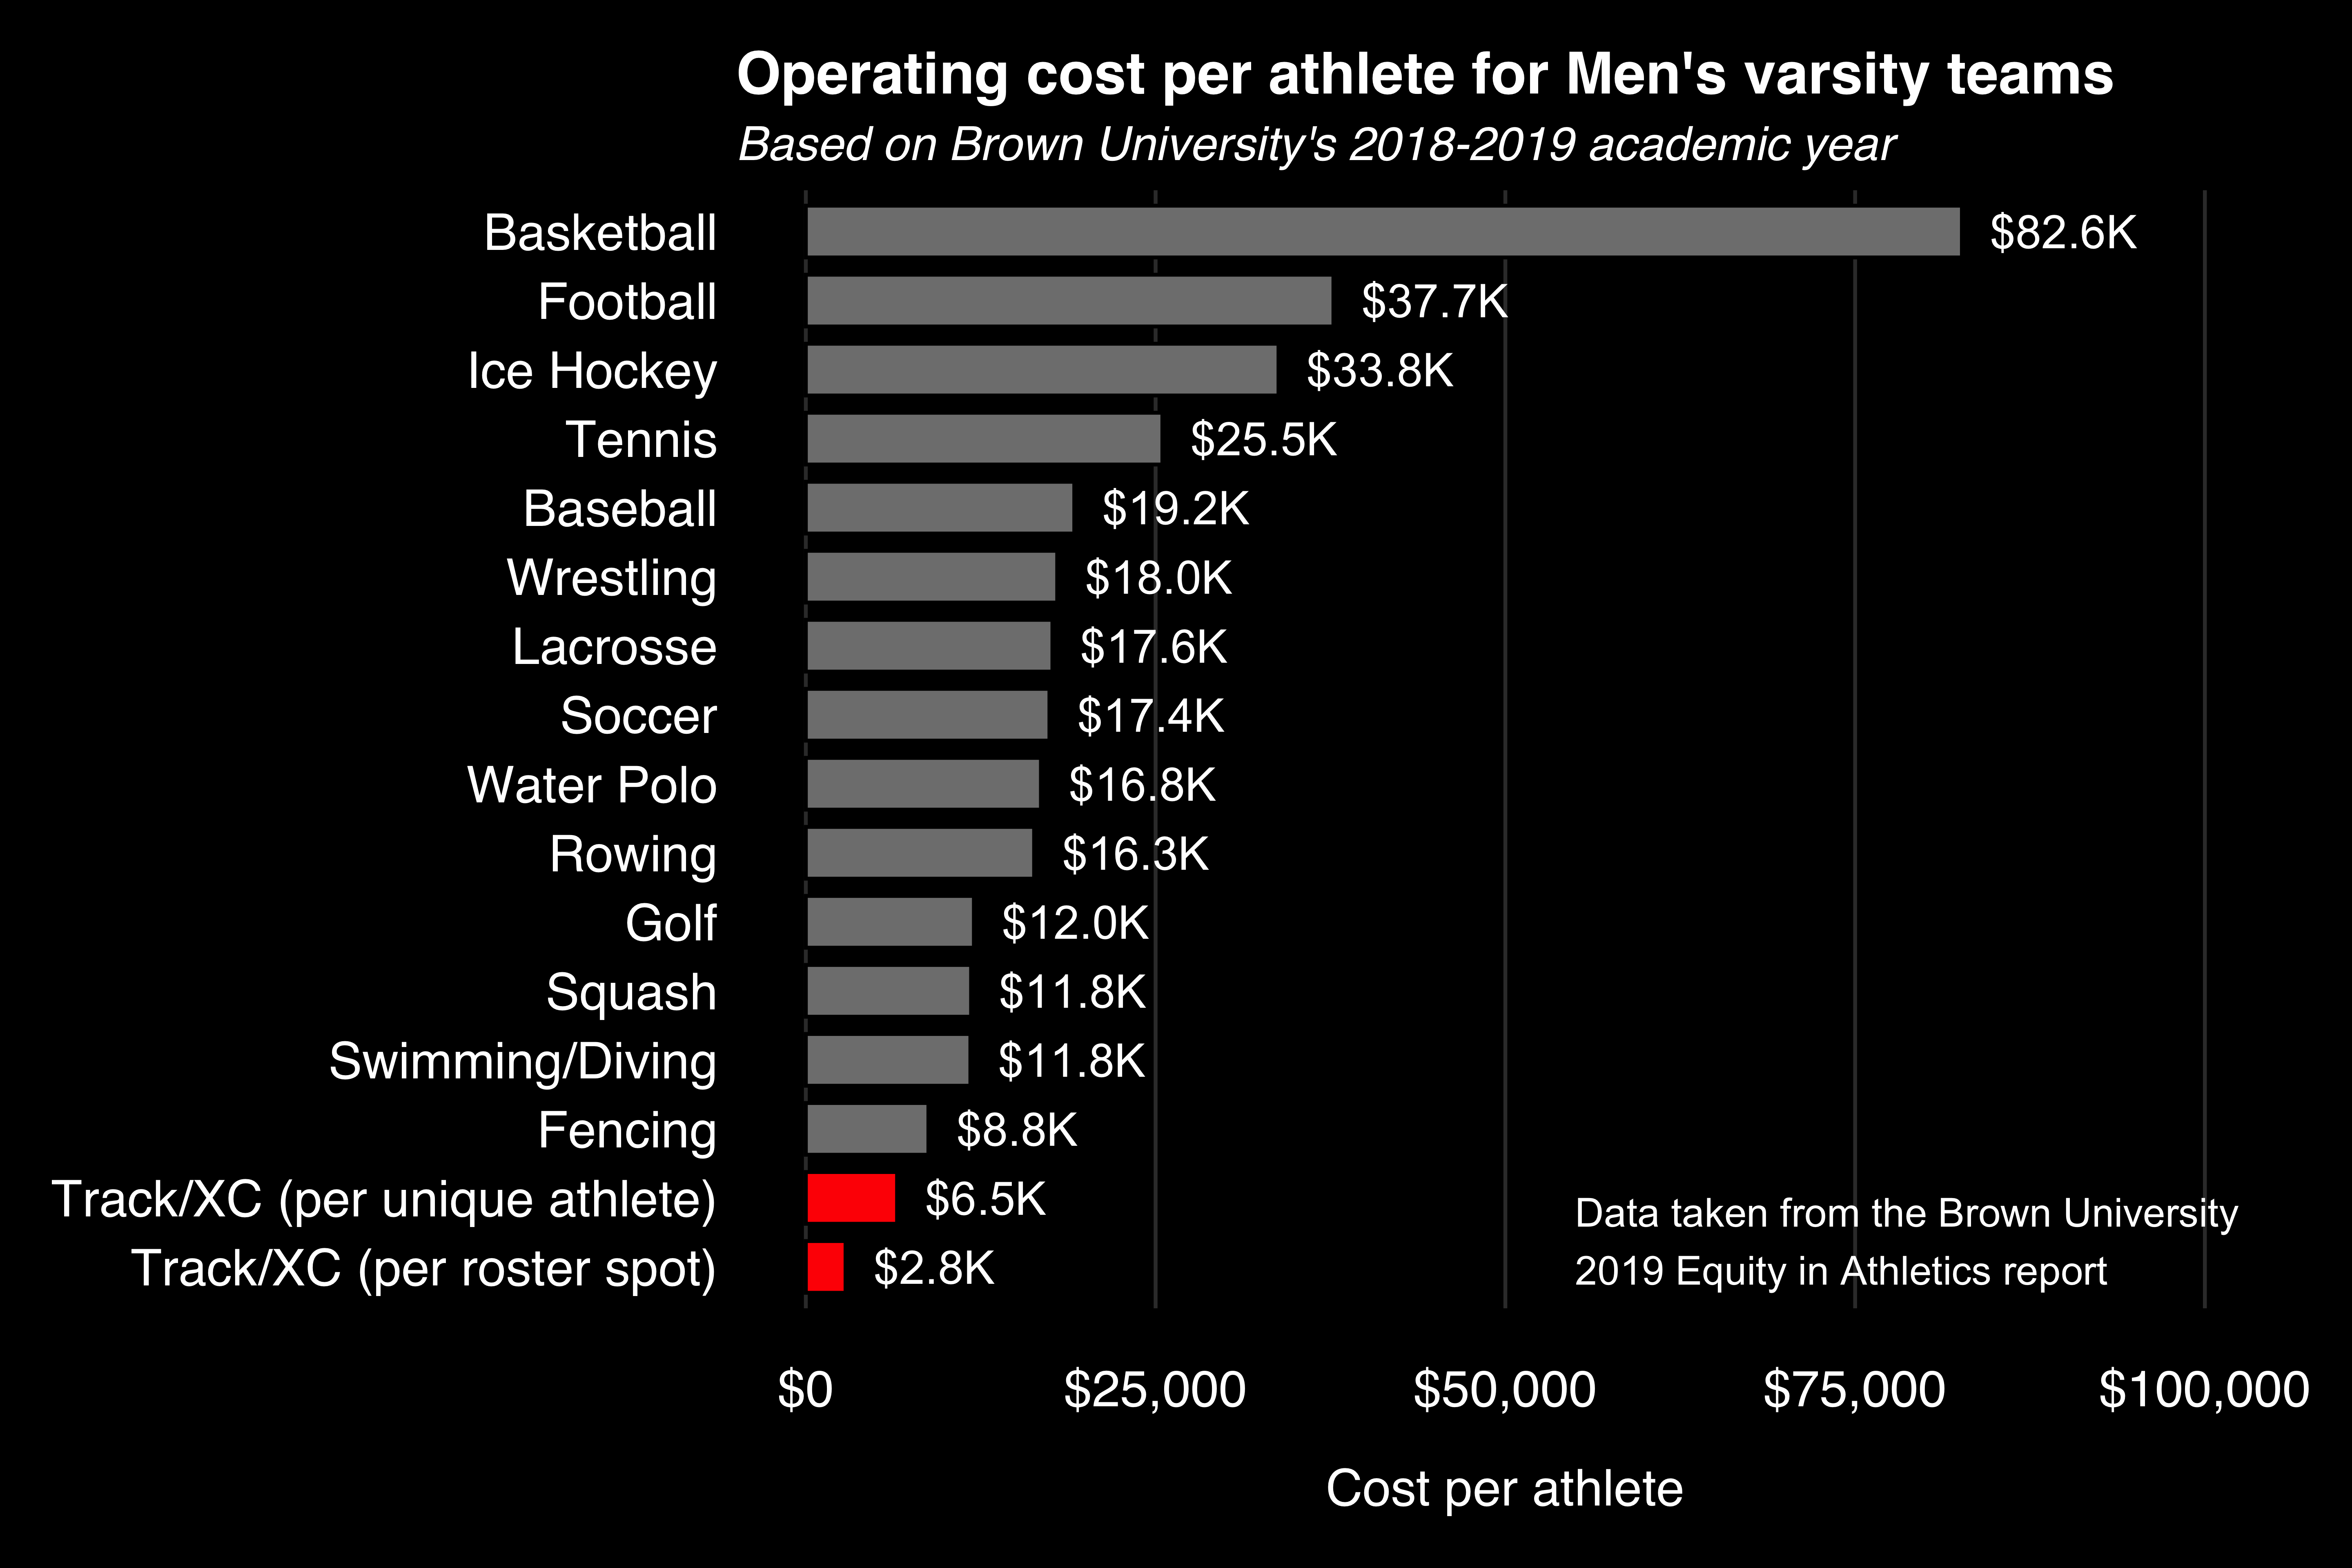 Operating cost per athlete for Men's varsity teams
Based on Brown University's 2018-2019 academic year
Basketball $82.6K
Football $37.7K
Ice Hockey $33.8K
Tennis $25.5K
Baseball $19.2K
Wrestling $18.0K
Lacrosse $17.6K
Soccer $17.4K
Water Polo $16.8K
Rowing $16.3K
Golf $12.0K
Squash $11.8K
Swimming/Diving $11.8K
Fencing $8.8K
Track/XC (per unique athlete) $6.5K
Track/XC (per roster spot) $2.8K
Data taken from the Brown University
2019 Equity in Athletics report
$0 $25,000 $50,000 $75,000 $100,000
Cost per athlete